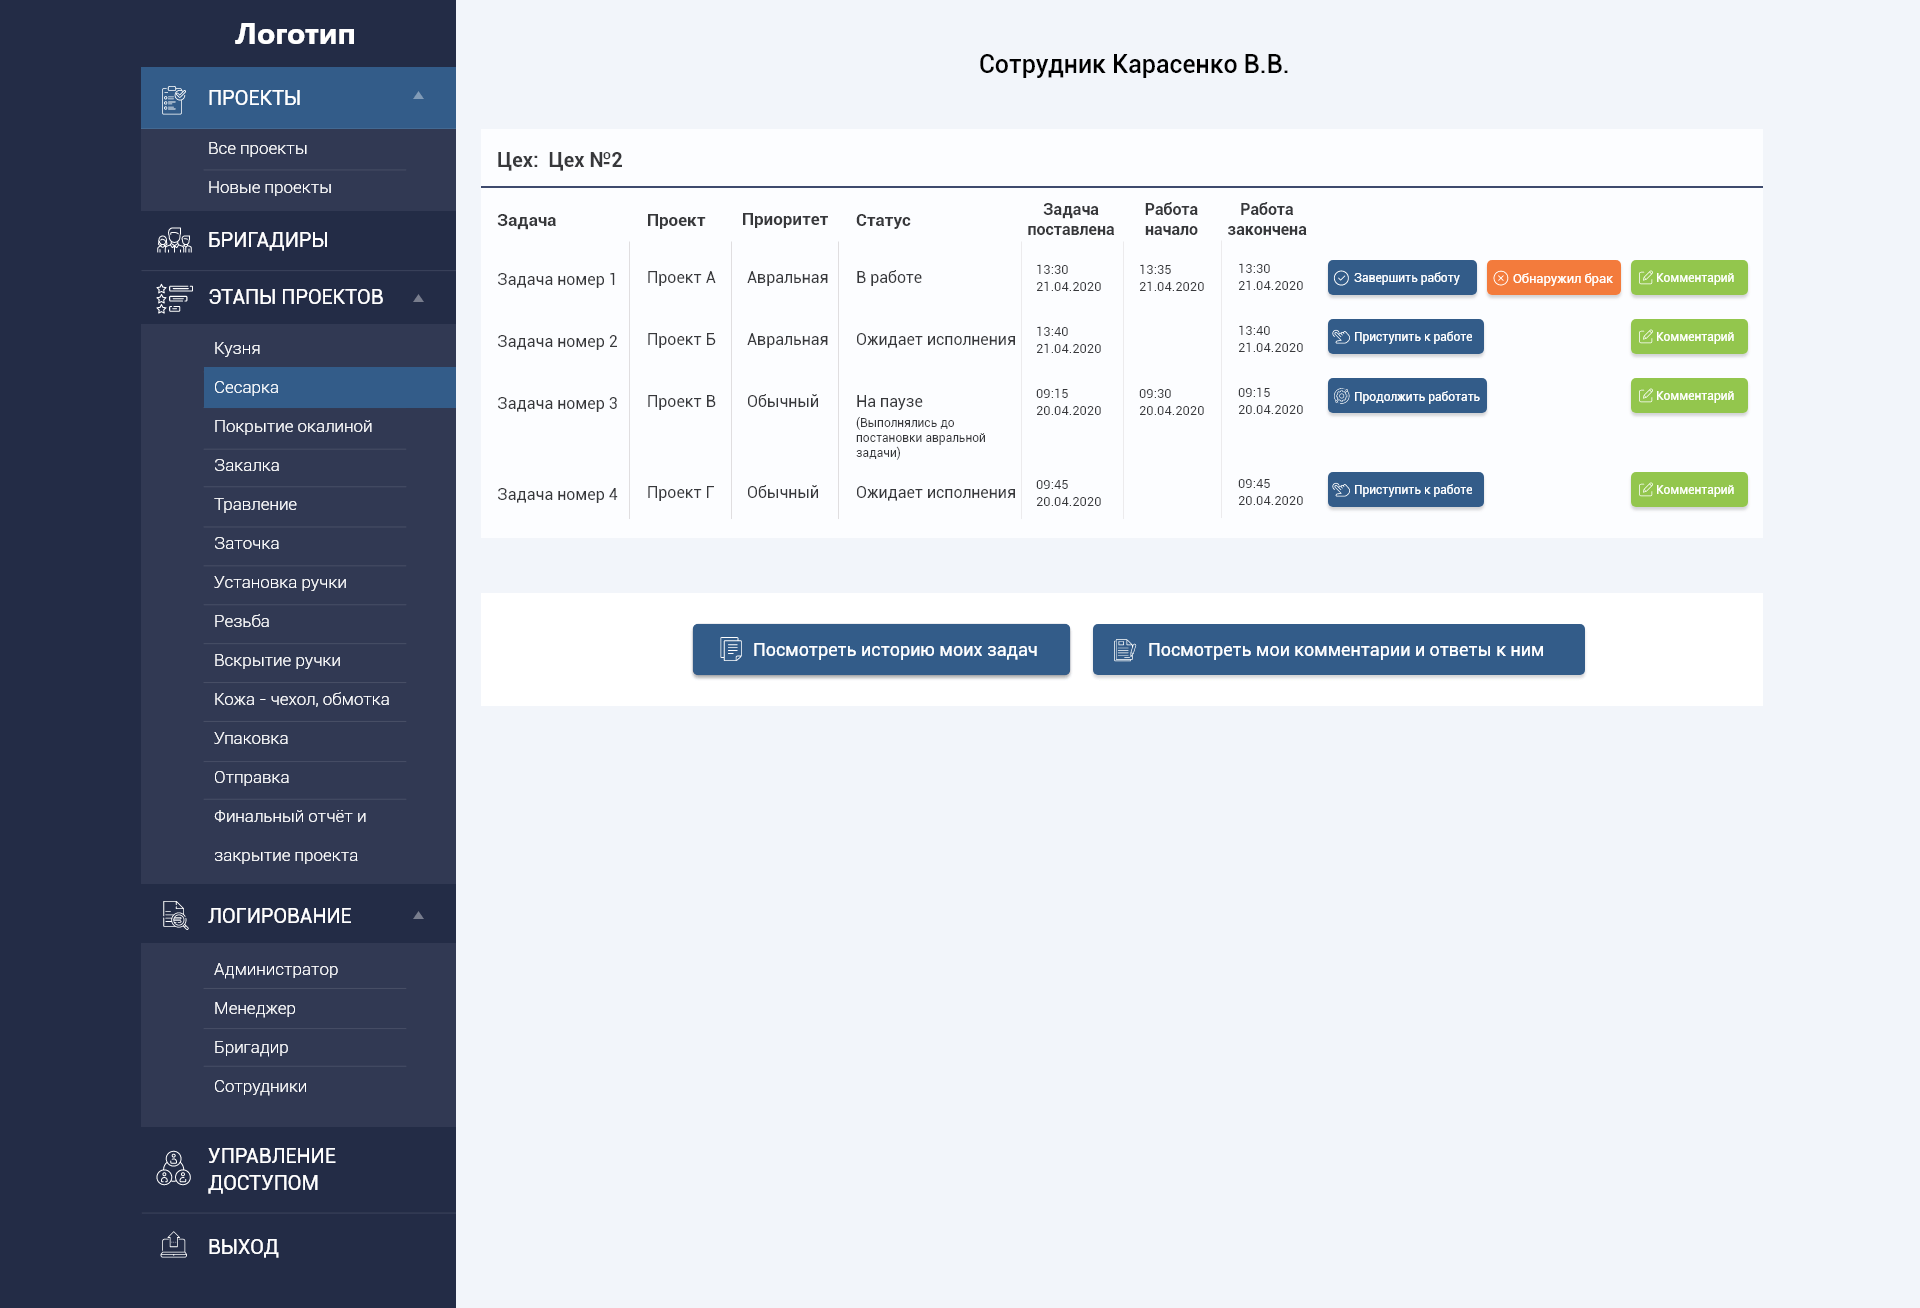 Логотип
ПРОЕКТЫ
Все проекты
Новые проекты
БРИГАДИРЫ
ЭТАПЫ ПРОЕКТОВ
Кузня
Сесарка
Покрытие окалиной
Закалка
Травление
Заточка
Установка ручки
Резьба
Вскрытие ручки
Кожа - чехол, обмотка
Упаковка
Отправка
Финальный отчёт и
закрытие проекта
ЛОГИРОВАНИЕ
Администратор
Менеджер
Бригадир
Сотрудники
УПРАВЛЕНИЕ
ДОСТУПОМ
ВЫХОД
Сотрудник Карасенко В.В.
Цех: Цех №2
Задача Проект Приоритет Статус Задача поставлена Работа начало Работа закончена
Задача номер 1 Проект А Авральная В работе 13:30 21.04.2020 13:35 21.04.2020 13:30 21.04.2020 Завершить работу Обнаружил брак Комментарий
Задача номер 2 Проект Б Авральная Ожидает исполнения 13:40 21.04.2020 13:40 21.04.2020 Приступить к работе Комментарий
Задача номер 3 Проект В Обычный На паузе 09:15 20.04.2020 09:30 20.04.2020 09:15 20.04.2020 Продолжить работать Комментарий
(Выполнялись до
постановки авральной
задачи)
Задача номер 4 Проект Г Обычный Ожидает исполнения 09:45 20.04.2020 09:45 20.04.2020 Приступить к работе Комментарий
Посмотреть историю моих задач Посмотреть мои комментарии и ответы к ним